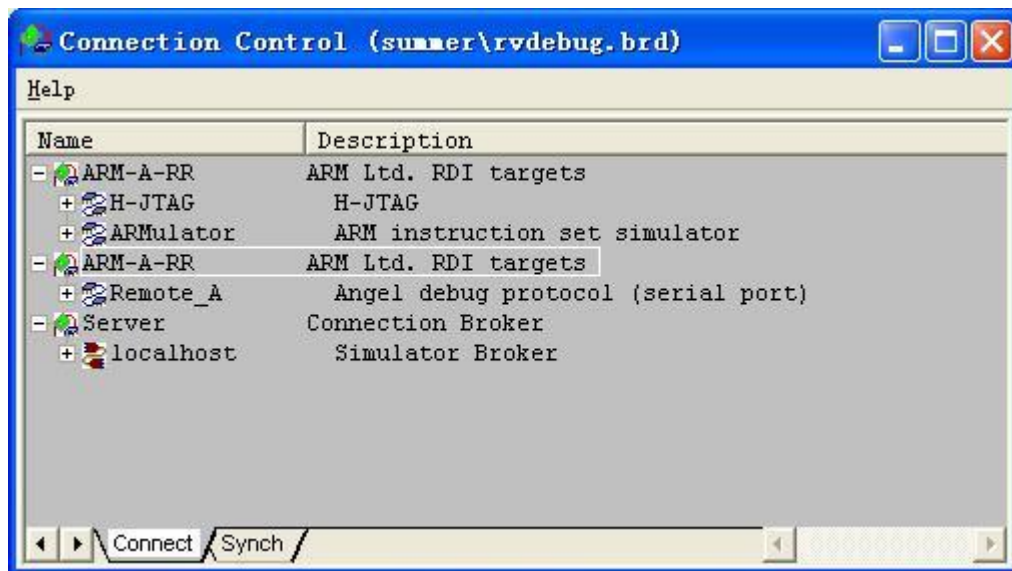 Connection Control (summer\rvdebug.brd)
Help
Name Description
ARM-A-RR ARM Ltd. RDI targets
H-JTAG H-JTAG
ARMulator ARM instruction set simulator
ARM-A-RR ARM Ltd. RDI targets
Remote_A Angel debug protocol (serial port)
Server Connection Broker
localhost Simulator Broker
Connect Synch